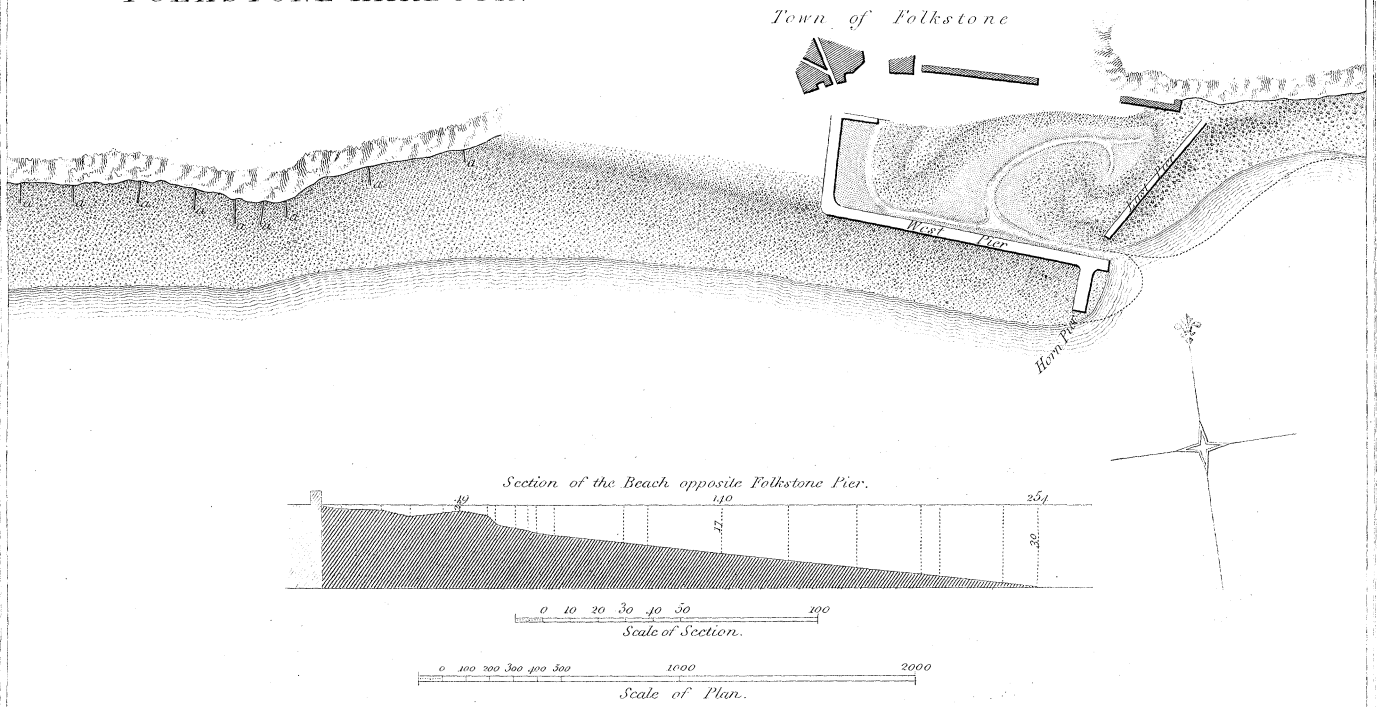 Town of Folkstone
a a a a a a a a a
West Pier
East Pier
Horn Pier
Section of the Beach opposite Folkstone Pier.
49 140 254
17 30
0 10 20 30 40 50 100
Scale of Section.
0 100 200 300 400 500 1000 2000
Scale of Plan.